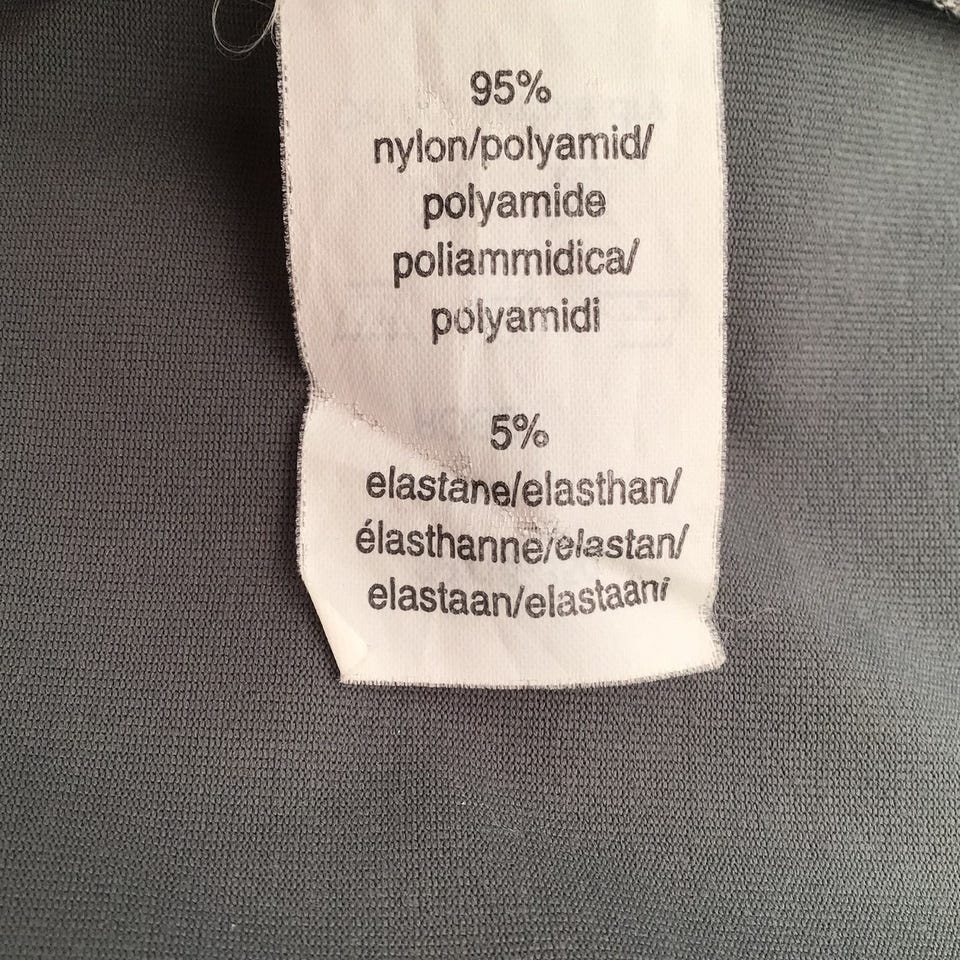 95%
nylon/polyamid/
polyamide
poliammidica/
polyamidi
5%
elastane/elasthan/
élasthanne/elastan/
elastaan/elastaani